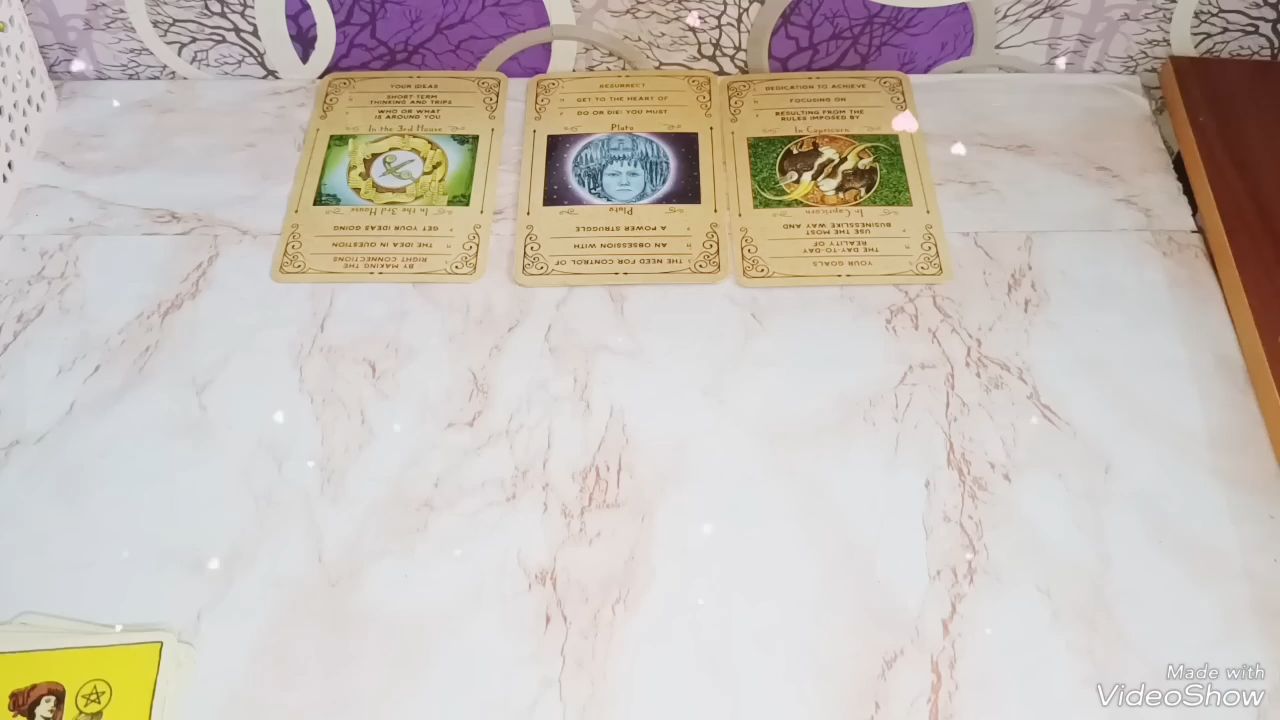 YOUR IDEAS
SHORT-TERM
THINKING AND TRIPS
WHO OR WHAT
IS AROUND YOU
In the 3rd House
In the 3rd House
GET YOUR IDEAS GOING
THE IDEA IN QUESTION
BY MAKING THE
RIGHT CONNECTIONS
RESURRECT
GET TO THE HEART OF
DO OR DIE! YOU MUST
Pluto
Pluto
A POWER STRUGGLE
AN OBSESSION WITH
THE NEED FOR CONTROL OF
DEDICATION TO ACHIEVE
FOCUSING ON
RESULTING FROM THE
RULES IMPOSED BY
In Capricorn
In Capricorn
USE THE MOST
BUSINESSLIKE WAY AND
THE DAY-TO-DAY
REALITY OF
YOUR GOALS
Made with
VideoShow